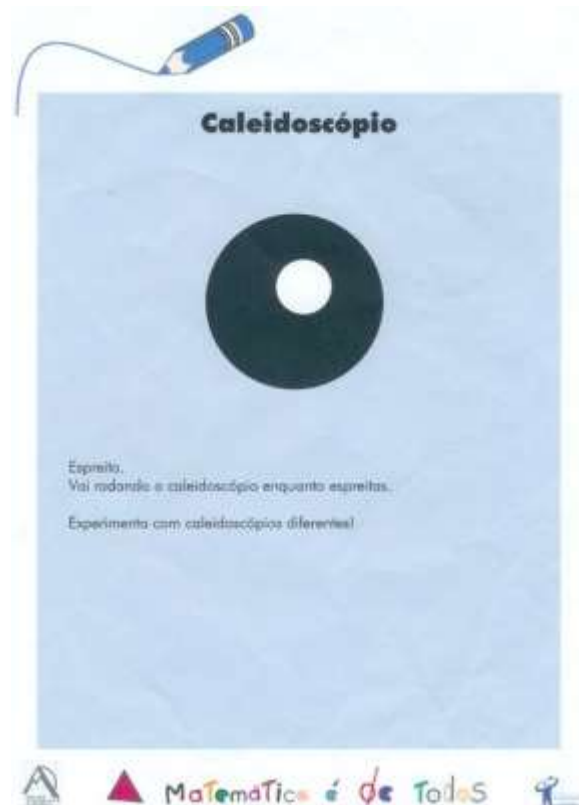 Caleidoscópio
Espreita.
Vai rodando o caleidoscópio enquanto espreitas.
Experimenta com caleidoscópios diferentes!
MaTemáTica é de TodoS